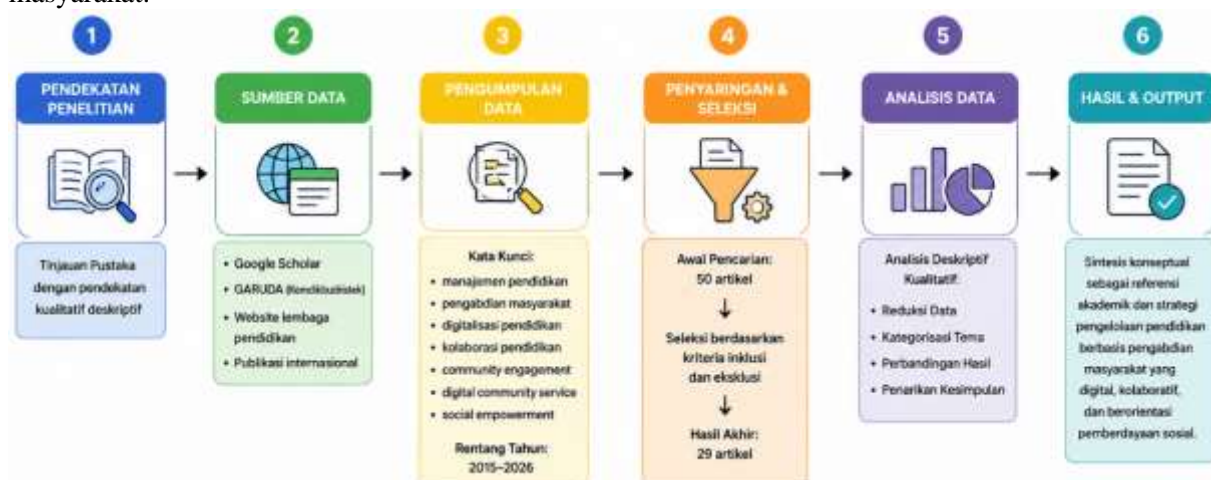 masyarakat.
1
PENDEKATAN
PENELITIAN
Tinjauan Pustaka
dengan pendekatan
kualitatif deskriptif
2
SUMBER DATA
• Google Scholar
• GARUDA (Kemdikbudristek)
• Website lembaga
pendidikan
• Publikasi internasional
3
PENGUMPULAN
DATA
Kata Kunci:
• manajemen pendidikan
• pengabdian masyarakat
• digitalisasi pendidikan
• kolaborasi pendidikan
• community engagement
• digital community service
• social empowerment
Rentang Tahun:
2015–2026
4
PENYARINGAN &
SELEKSI
Awal Pencarian:
50 artikel
Seleksi berdasarkan
kriteria inklusi
dan eksklusi
Hasil Akhir:
29 artikel
5
ANALISIS DATA
Analisis Deskriptif
Kualitatif:
• Reduksi Data
• Kategorisasi Tema
• Perbandingan Hasil
• Penarikan Kesimpulan
6
HASIL & OUTPUT
Sintesis konseptual
sebagai referensi
akademik dan strategi
pengelolaan pendidikan
berbasis pengabdian
masyarakat yang
digital, kolaboratif,
dan berorientasi
pemberdayaan sosial.